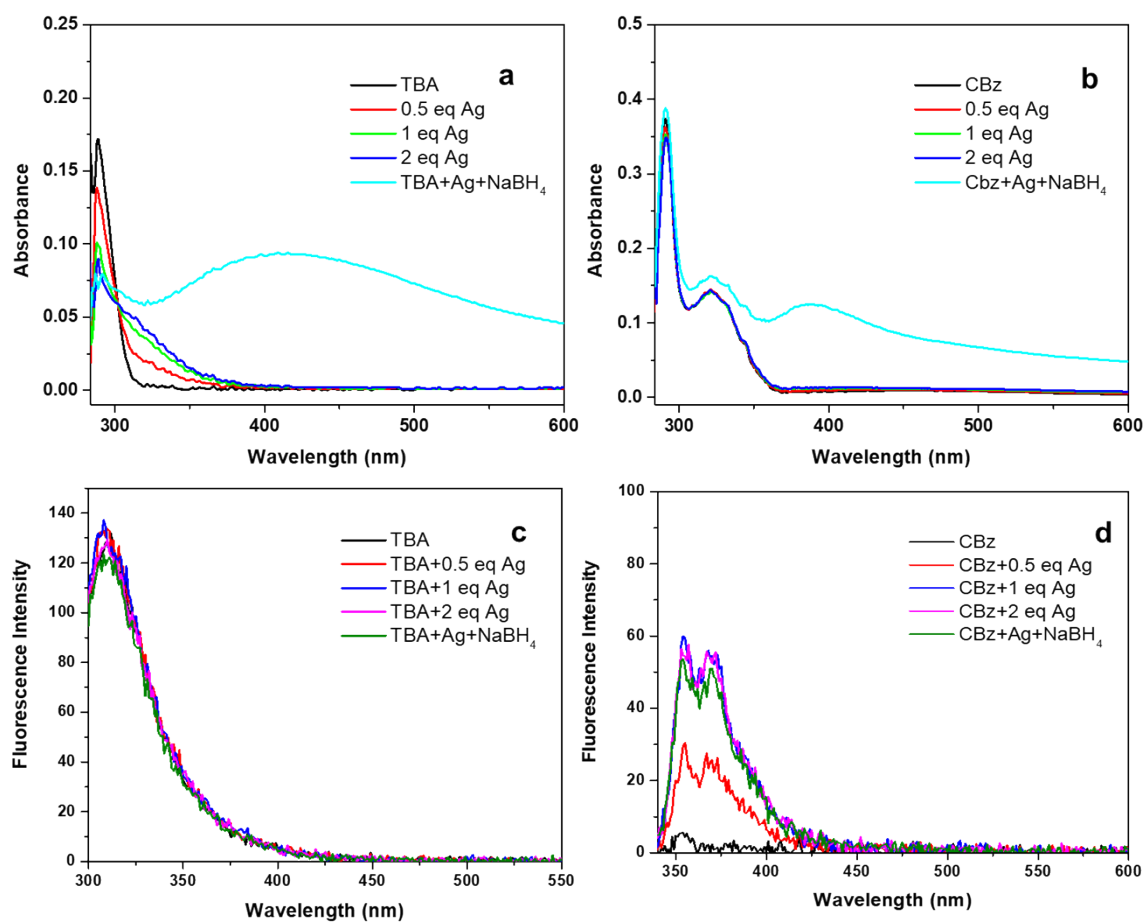 0.25
0.20
0.15
0.10
0.05
0.00
Absorbance
300
400
500
600
Wavelength (nm)
a
TBA
0.5 eq Ag
1 eq Ag
2 eq Ag
TBA+Ag+NaBH₄
0.5
0.4
0.3
0.2
0.1
0.0
Absorbance
300
400
500
600
Wavelength (nm)
b
CBz
0.5 eq Ag
1 eq Ag
2 eq Ag
Cbz+Ag+NaBH₄
140
120
100
80
60
40
20
0
Fluorescence Intensity
300
350
400
450
500
550
Wavelength (nm)
c
TBA
TBA+0.5 eq Ag
TBA+1 eq Ag
TBA+2 eq Ag
TBA+Ag+NaBH₄
100
80
60
40
20
0
Fluorescence Intensity
350
400
450
500
550
600
Wavelength (nm)
d
CBz
CBz+0.5 eq Ag
CBz+1 eq Ag
CBz+2 eq Ag
CBz+Ag+NaBH₄